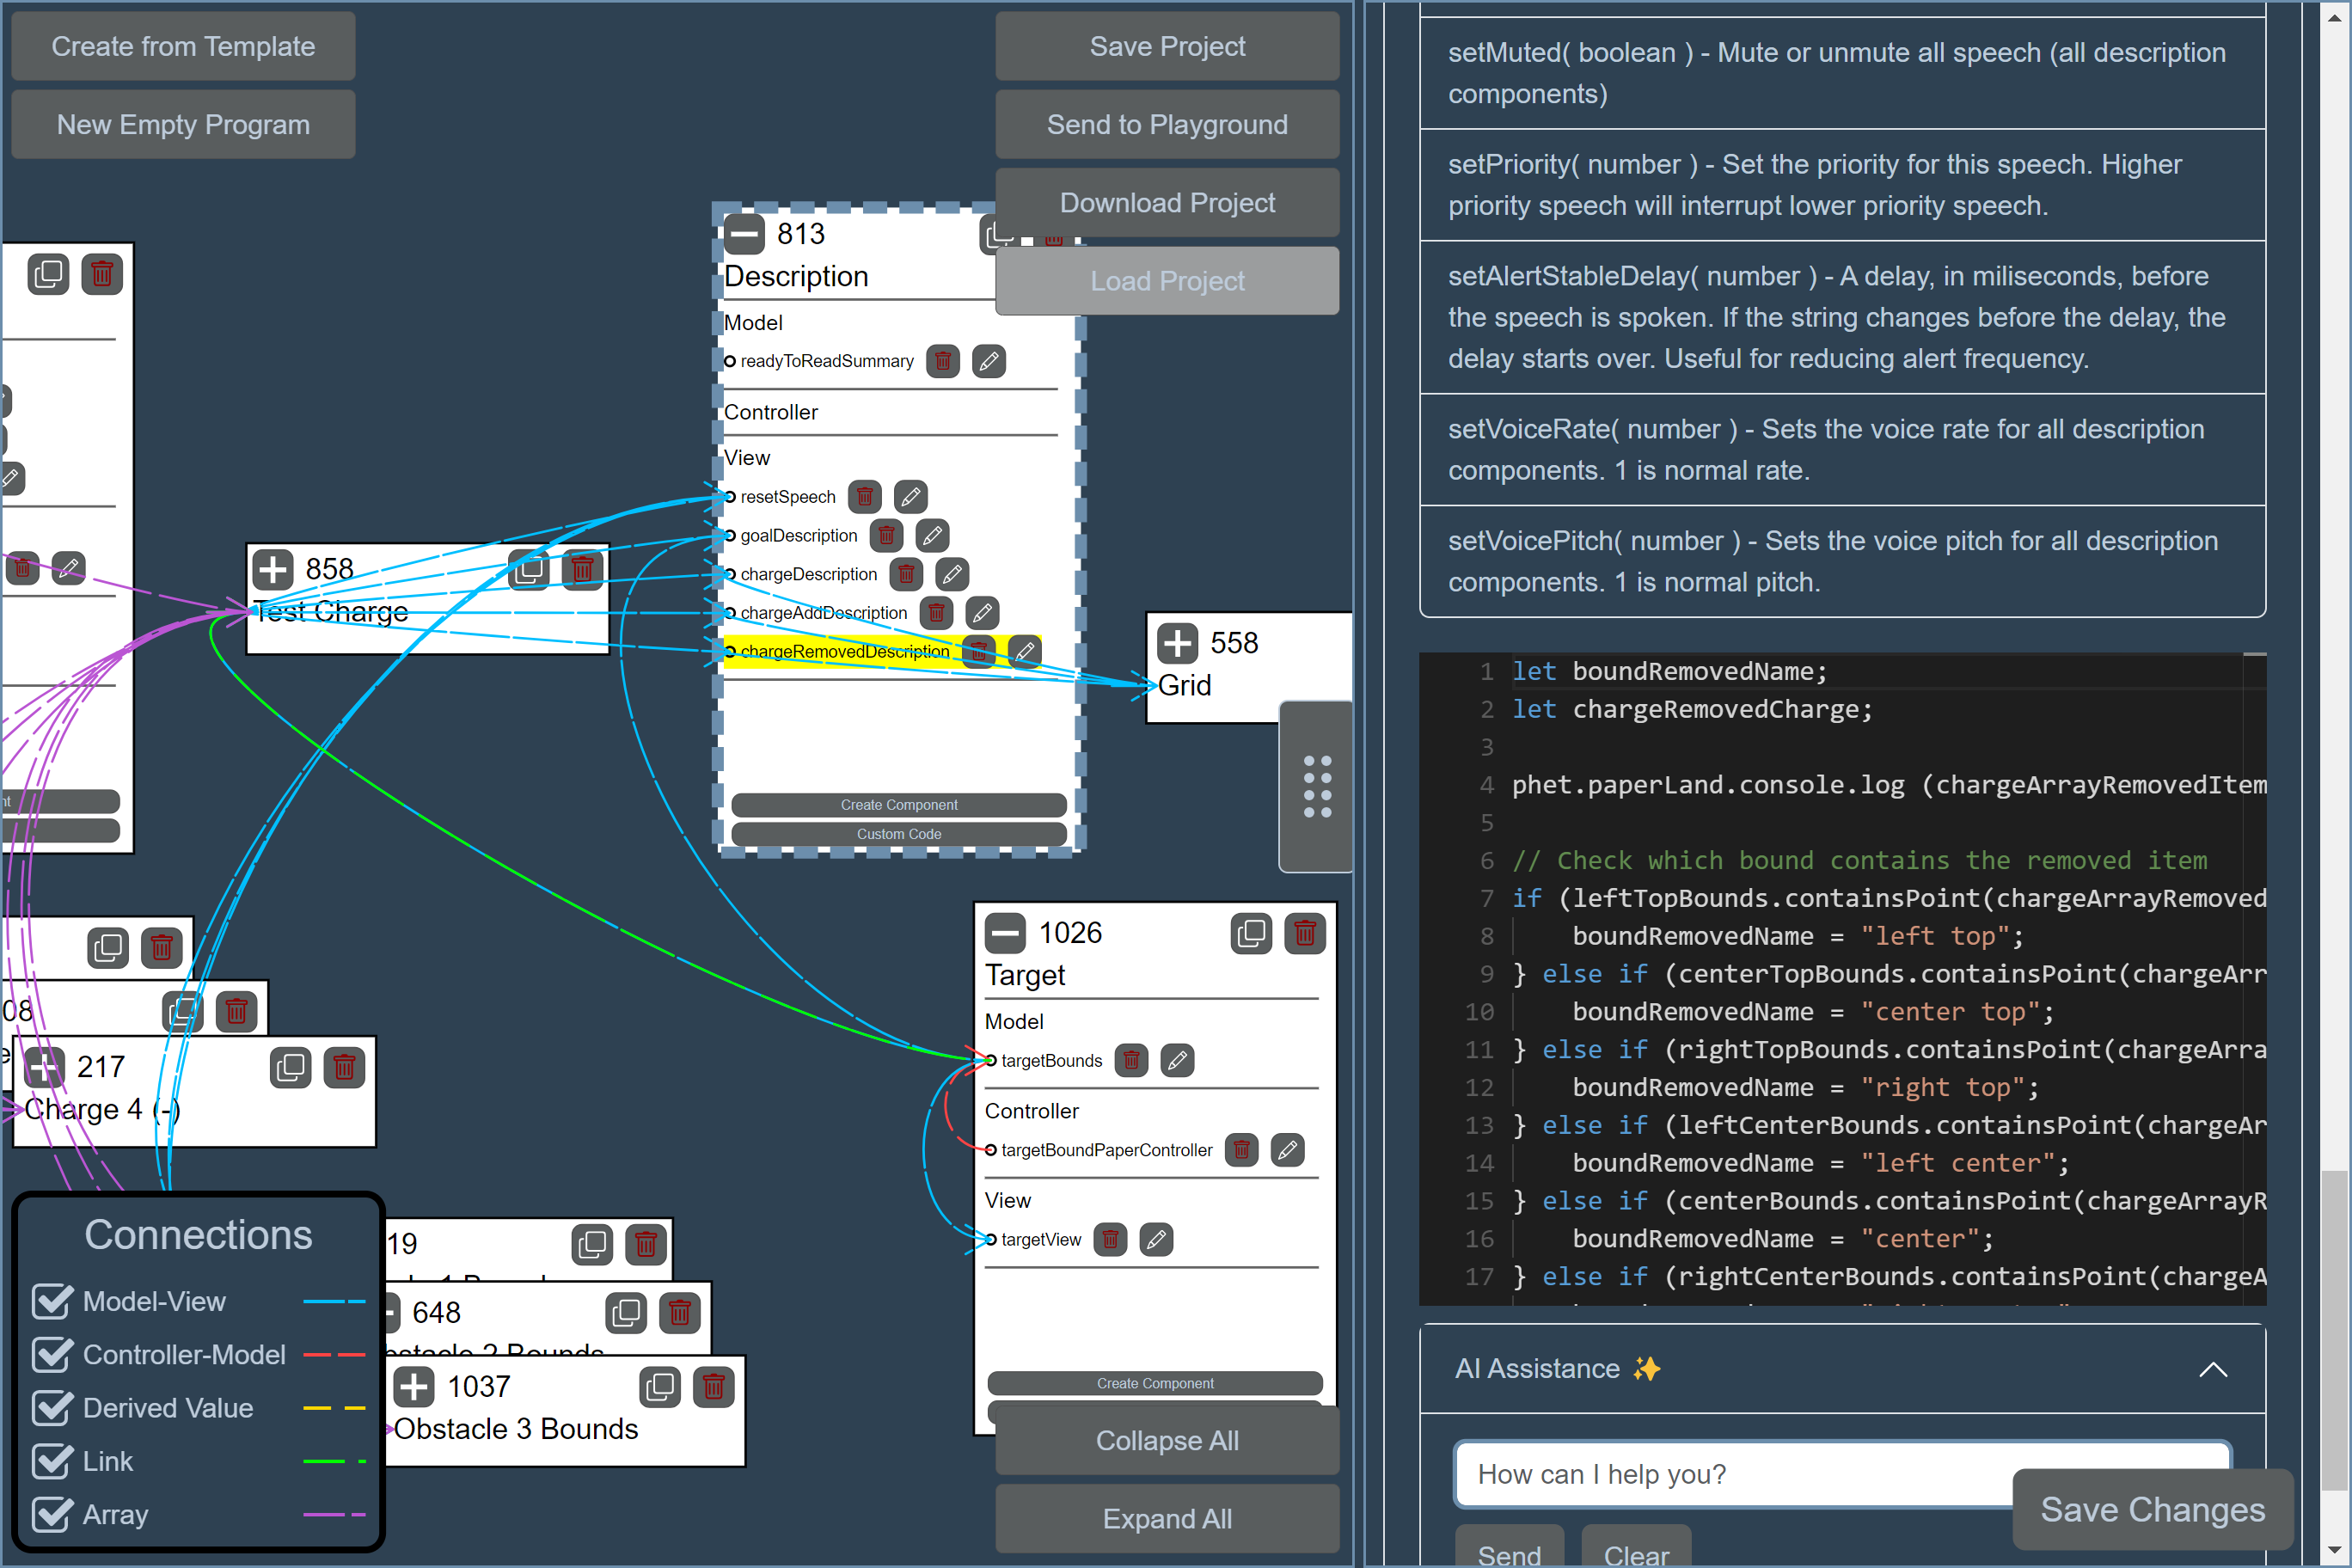 Create from Template
New Empty Program
Save Project
Send to Playground
Download Project
Load Project
813
Description
Model
readyToReadSummary
Controller
View
resetSpeech
goalDescription
chargeDescription
chargeAddDescription
chargeRemovedDescription
Create Component
Custom Code
858
Test Charge
558
Grid
1026
Target
Model
targetBounds
Controller
targetBoundPaperController
View
targetView
Create Component
08
217
Charge 4 (-)
19
648
1037
Obstacle 3 Bounds
Connections
Model-View
Controller-Model
Derived Value
Link
Array
Collapse All
Expand All
setMuted( boolean ) - Mute or unmute all speech (all description
components)
setPriority( number ) - Set the priority for this speech. Higher
priority speech will interrupt lower priority speech.
setAlertStableDelay( number ) - A delay, in miliseconds, before
the speech is spoken. If the string changes before the delay, the
delay starts over. Useful for reducing alert frequency.
setVoiceRate( number ) - Sets the voice rate for all description
components. 1 is normal rate.
setVoicePitch( number ) - Sets the voice pitch for all description
components. 1 is normal pitch.
1 let boundRemovedName;
2 let chargeRemovedCharge;
3
4 phet.paperLand.console.log (chargeArrayRemovedItem
5
6 // Check which bound contains the removed item
7 if (leftTopBounds.containsPoint(chargeArrayRemoved
8 boundRemovedName = "left top";
9 } else if (centerTopBounds.containsPoint(chargeArr
10 boundRemovedName = "center top";
11 } else if (rightTopBounds.containsPoint(chargeArra
12 boundRemovedName = "right top";
13 } else if (leftCenterBounds.containsPoint(chargeAr
14 boundRemovedName = "left center";
15 } else if (centerBounds.containsPoint(chargeArrayR
16 boundRemovedName = "center";
17 } else if (rightCenterBounds.containsPoint(chargeA
AI Assistance ✨
How can I help you?
Save Changes
Send
Clear